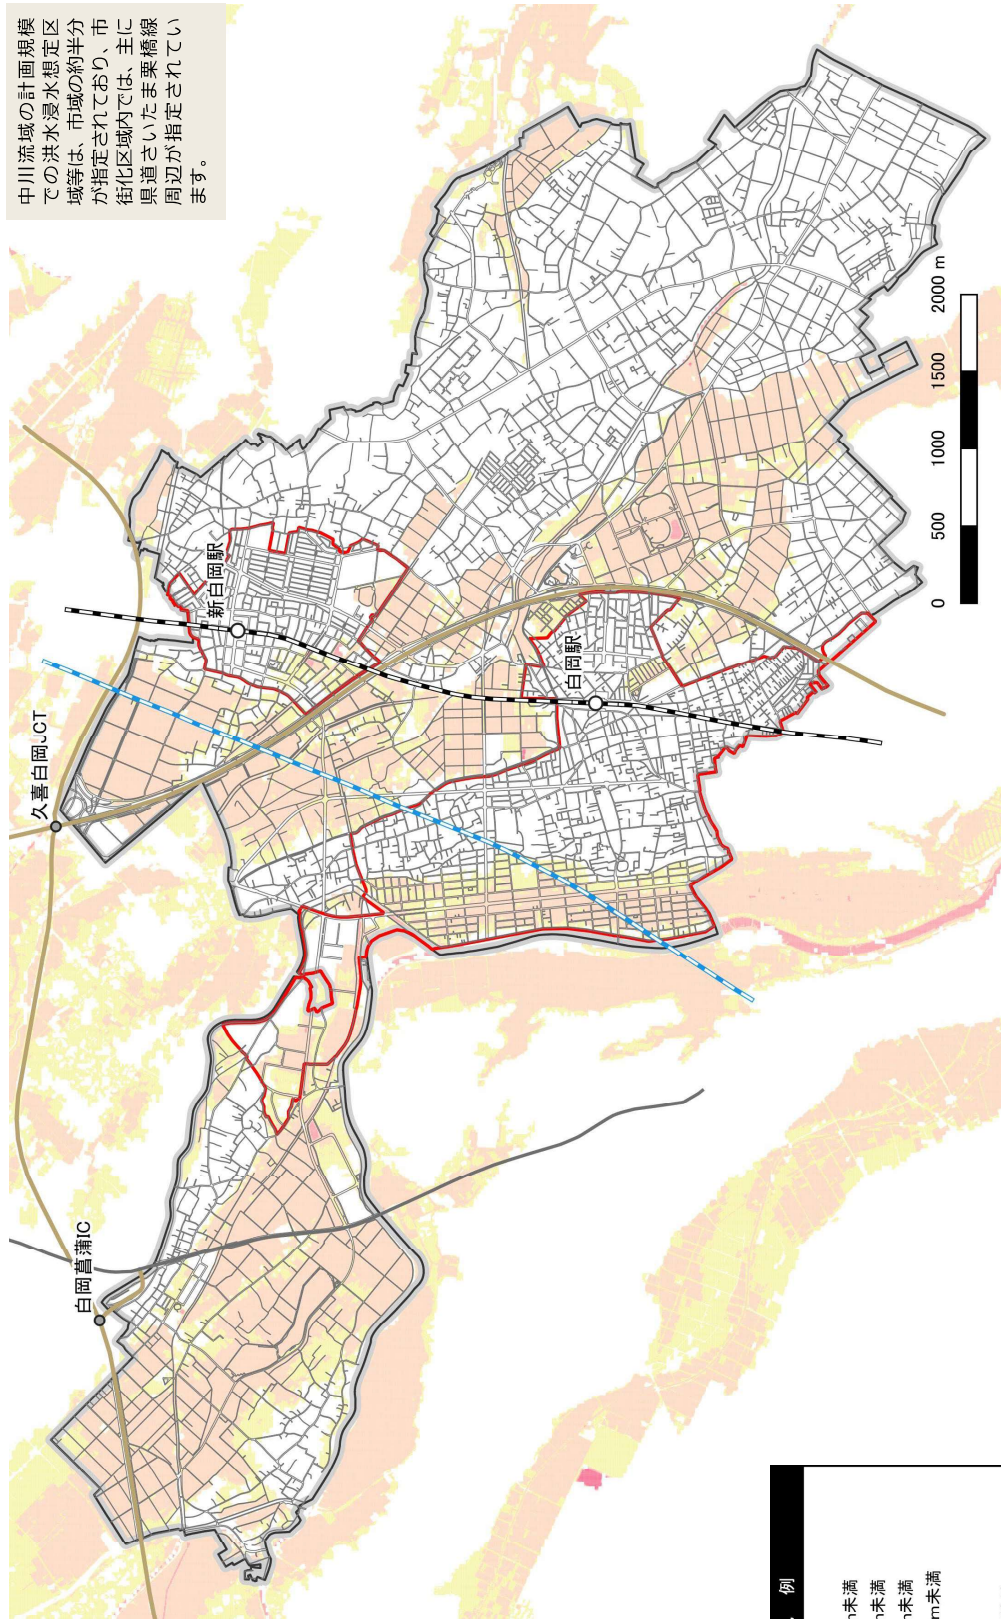 中川流域の計画規模
での洪水浸水想定区
域等は、市域の約半分
が指定されており、市
街化区域内では、主に
県道さいたま栗橋線
周辺が指定されてい
ます。
久喜白岡JCT
新白岡駅
白岡駅
白岡菖蒲IC
0 500 1000 1500 2000 m
例
未満
未満
未満
m未満